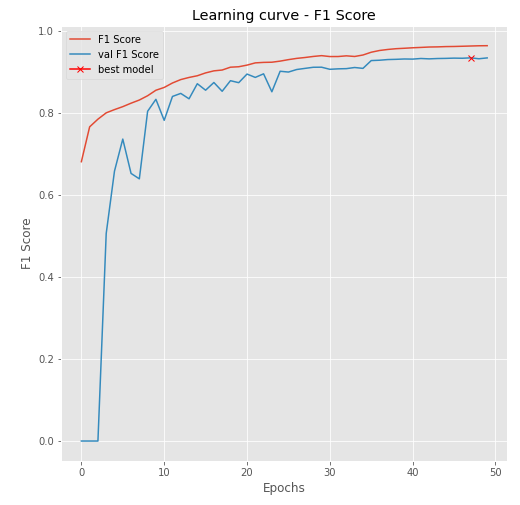 Learning curve - F1 Score
F1 Score
val F1 Score
best model
1.0
0.8
0.6
0.4
0.2
0.0
F1 Score
0 10 20 30 40 50
Epochs